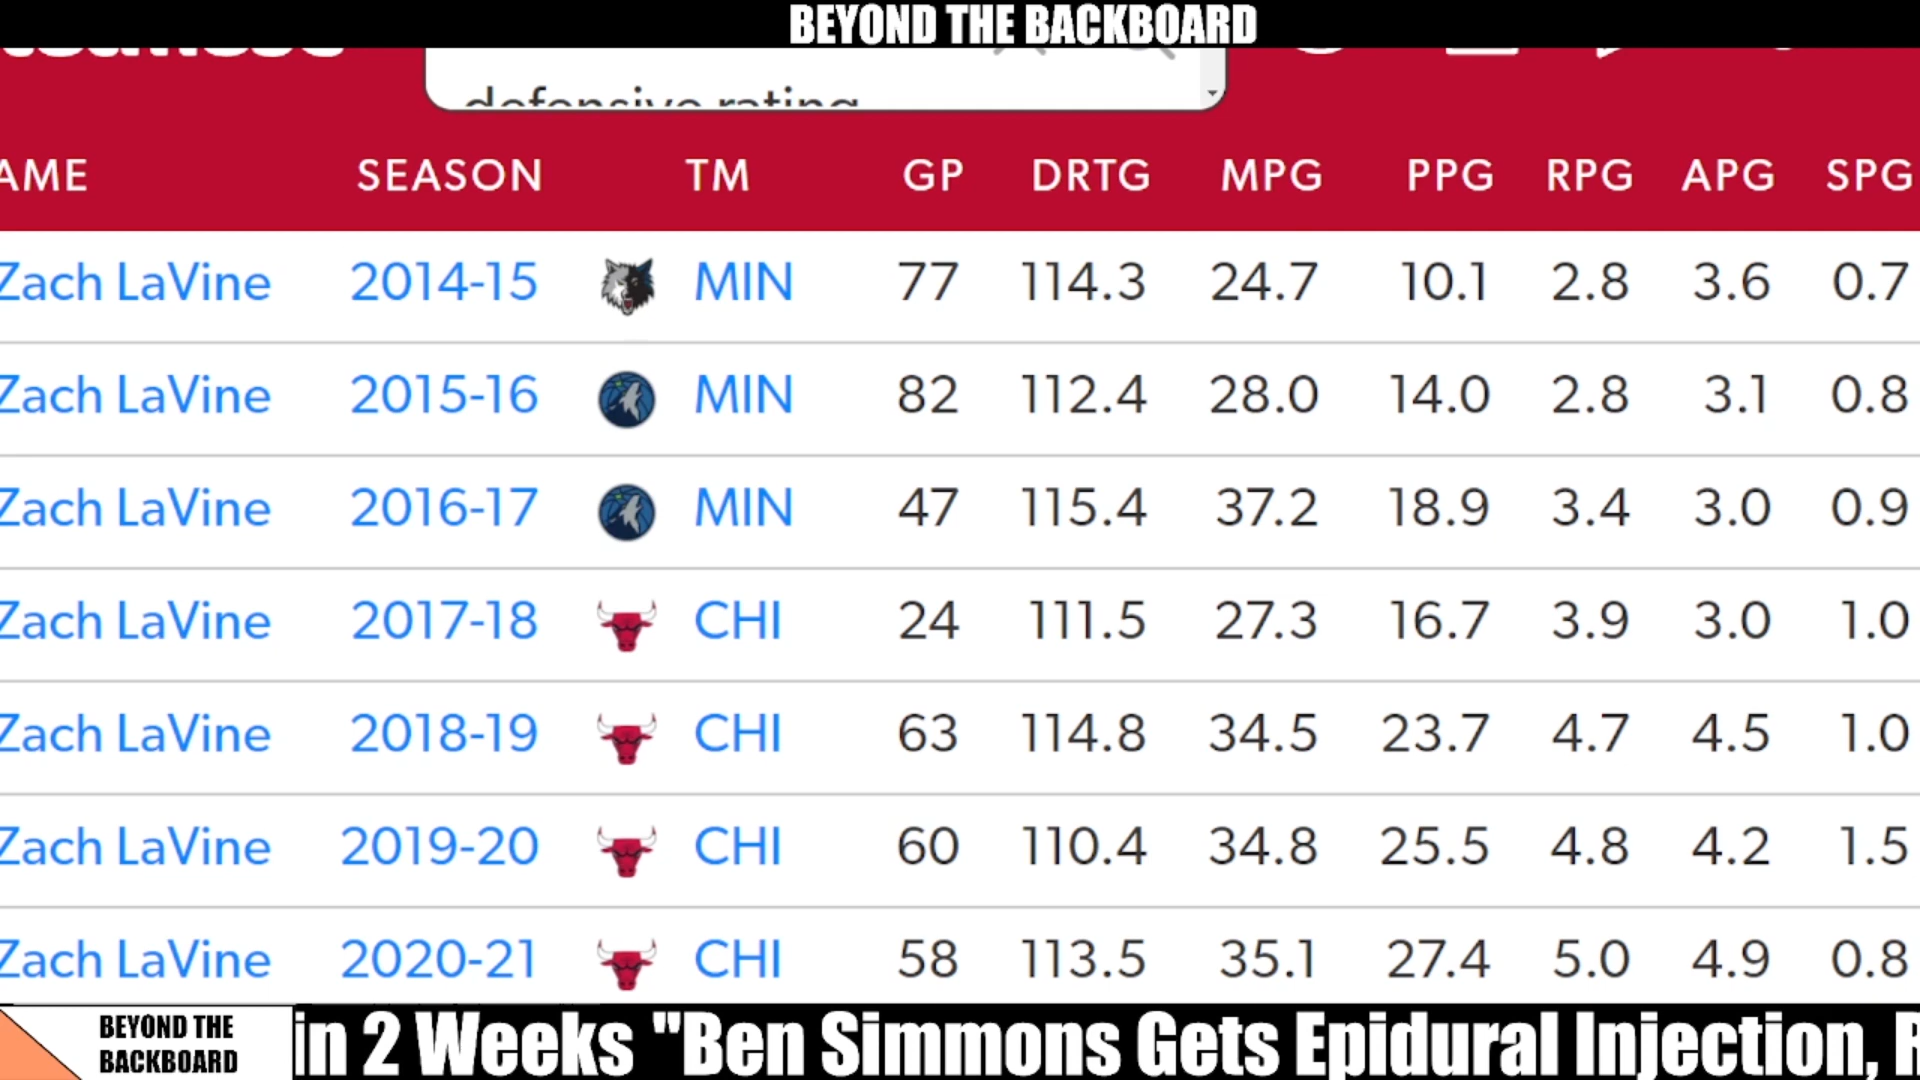 BEYOND THE BACKBOARD
defensive rating
AME SEASON TM GP DRTG MPG PPG RPG APG SPG
Zach LaVine 2014-15 MIN 77 114.3 24.7 10.1 2.8 3.6 0.7
Zach LaVine 2015-16 MIN 82 112.4 28.0 14.0 2.8 3.1 0.8
Zach LaVine 2016-17 MIN 47 115.4 37.2 18.9 3.4 3.0 0.9
Zach LaVine 2017-18 CHI 24 111.5 27.3 16.7 3.9 3.0 1.0
Zach LaVine 2018-19 CHI 63 114.8 34.5 23.7 4.7 4.5 1.0
Zach LaVine 2019-20 CHI 60 110.4 34.8 25.5 4.8 4.2 1.5
Zach LaVine 2020-21 CHI 58 113.5 35.1 27.4 5.0 4.9 0.8
BEYOND THE
BACKBOARD
in 2 Weeks "Ben Simmons Gets Epidural Injection,